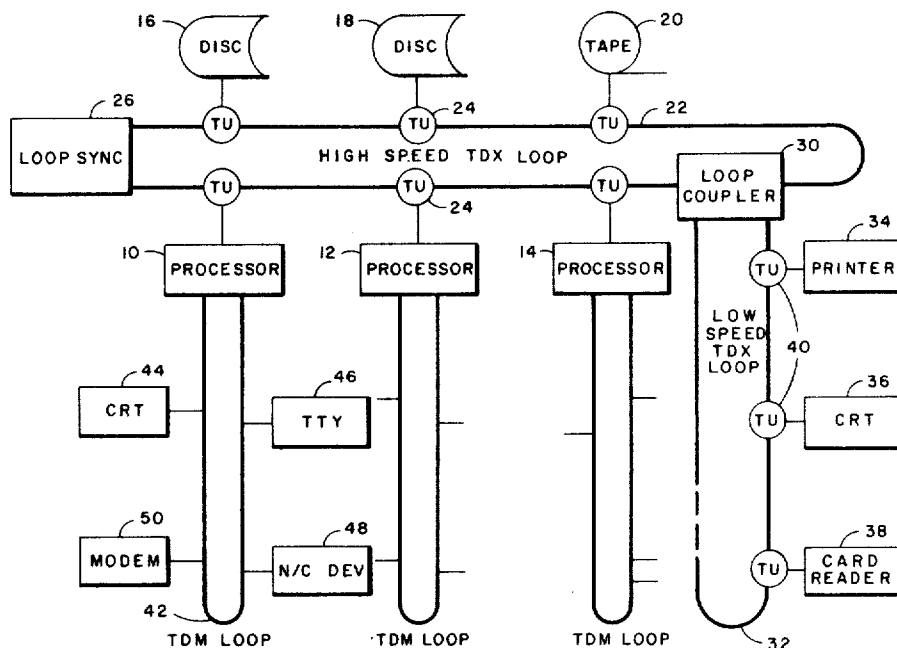 16
18
20
DISC
DISC
TAPE
26
24
22
TU
TU
TU
LOOP SYNC
HIGH SPEED TDX LOOP
30
TU
TU
TU
LOOP
COUPLER
24
10
12
14
34
PROCESSOR
PROCESSOR
PROCESSOR
TU
PRINTER
LOW
SPEED
TDX
LOOP
40
44
46
36
CRT
TTY
TU
CRT
50
48
38
MODEM
N/C DEV
TU
CARD
READER
42
TDM LOOP
TDM LOOP
TDM LOOP
32